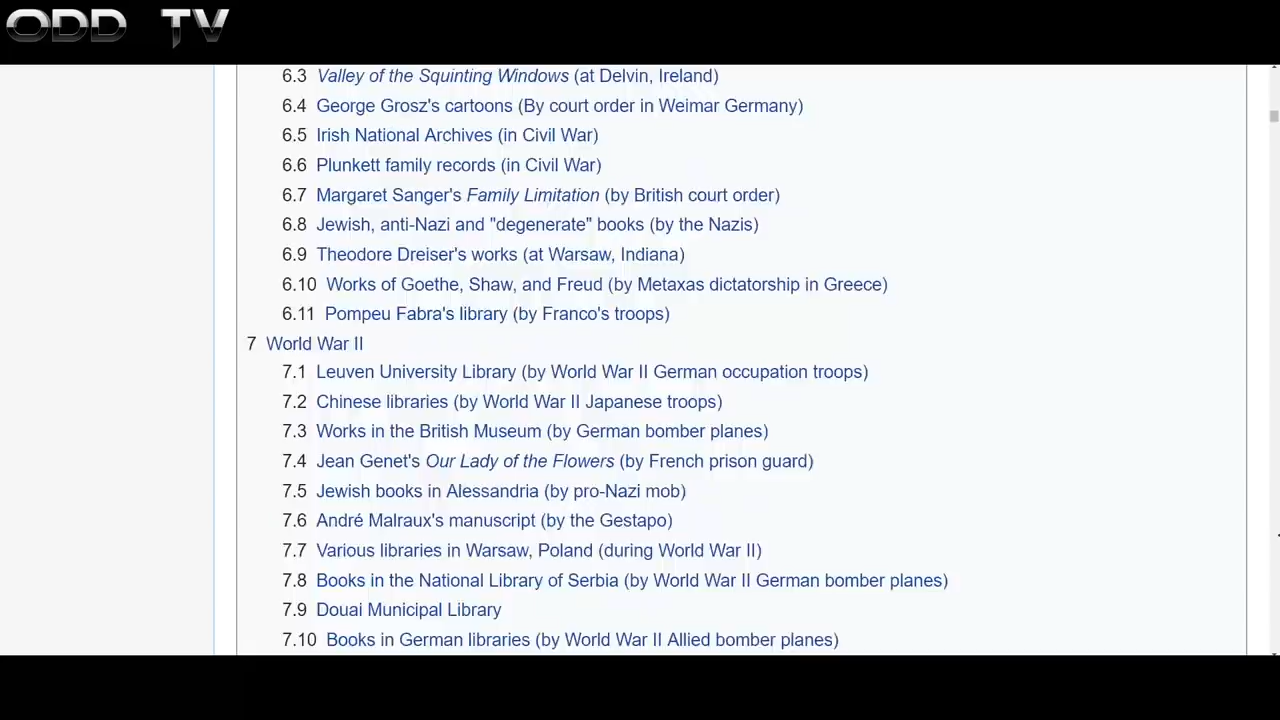 ODD TV
6.3 Valley of the Squinting Windows (at Delvin, Ireland)
6.4 George Grosz's cartoons (By court order in Weimar Germany)
6.5 Irish National Archives (in Civil War)
6.6 Plunkett family records (in Civil War)
6.7 Margaret Sanger's Family Limitation (by British court order)
6.8 Jewish, anti-Nazi and "degenerate" books (by the Nazis)
6.9 Theodore Dreiser's works (at Warsaw, Indiana)
6.10 Works of Goethe, Shaw, and Freud (by Metaxas dictatorship in Greece)
6.11 Pompeu Fabra's library (by Franco's troops)
7 World War II
7.1 Leuven University Library (by World War II German occupation troops)
7.2 Chinese libraries (by World War II Japanese troops)
7.3 Works in the British Museum (by German bomber planes)
7.4 Jean Genet's Our Lady of the Flowers (by French prison guard)
7.5 Jewish books in Alessandria (by pro-Nazi mob)
7.6 André Malraux's manuscript (by the Gestapo)
7.7 Various libraries in Warsaw, Poland (during World War II)
7.8 Books in the National Library of Serbia (by World War II German bomber planes)
7.9 Douai Municipal Library
7.10 Books in German libraries (by World War II Allied bomber planes)